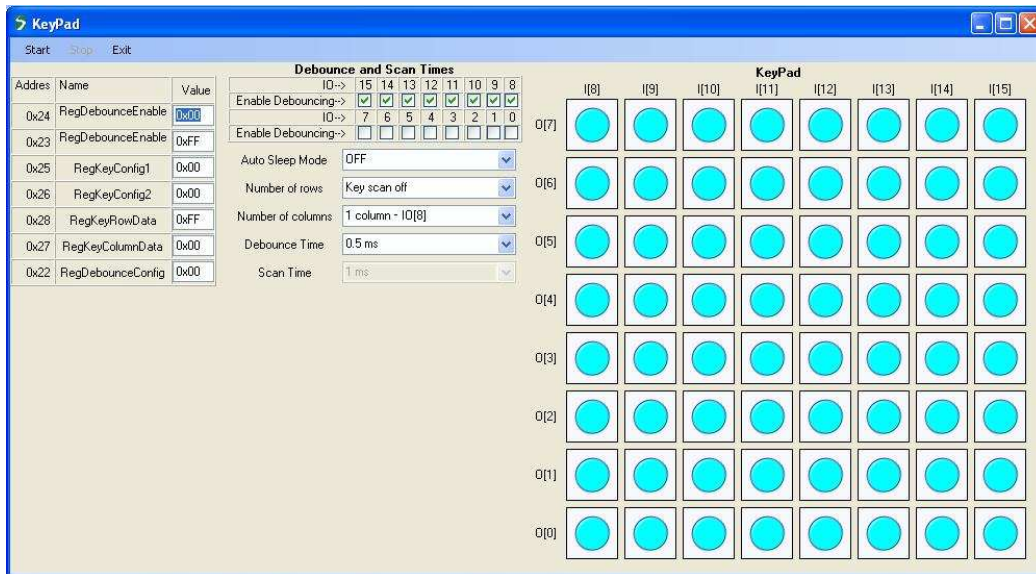 KeyPad
Start Stop Exit
Addres Name Value
0x24 RegDebounceEnable 0x00
0x23 RegDebounceEnable 0xFF
0x25 RegKeyConfig1 0x00
0x26 RegKeyConfig2 0x00
0x28 RegKeyRowData 0xFF
0x27 RegKeyColumnData 0x00
0x22 RegDebounceConfig 0x00
Debounce and Scan Times
IO--> 15 14 13 12 11 10 9 8
Enable Debouncing-->
IO--> 7 6 5 4 3 2 1 0
Enable Debouncing-->
Auto Sleep Mode OFF
Number of rows Key scan off
Number of columns 1 column - IO[8]
Debounce Time 0.5 ms
Scan Time 1 ms
KeyPad
I[8] I[9] I[10] I[11] I[12] I[13] I[14] I[15]
O[7]
O[6]
O[5]
O[4]
O[3]
O[2]
O[1]
O[0]